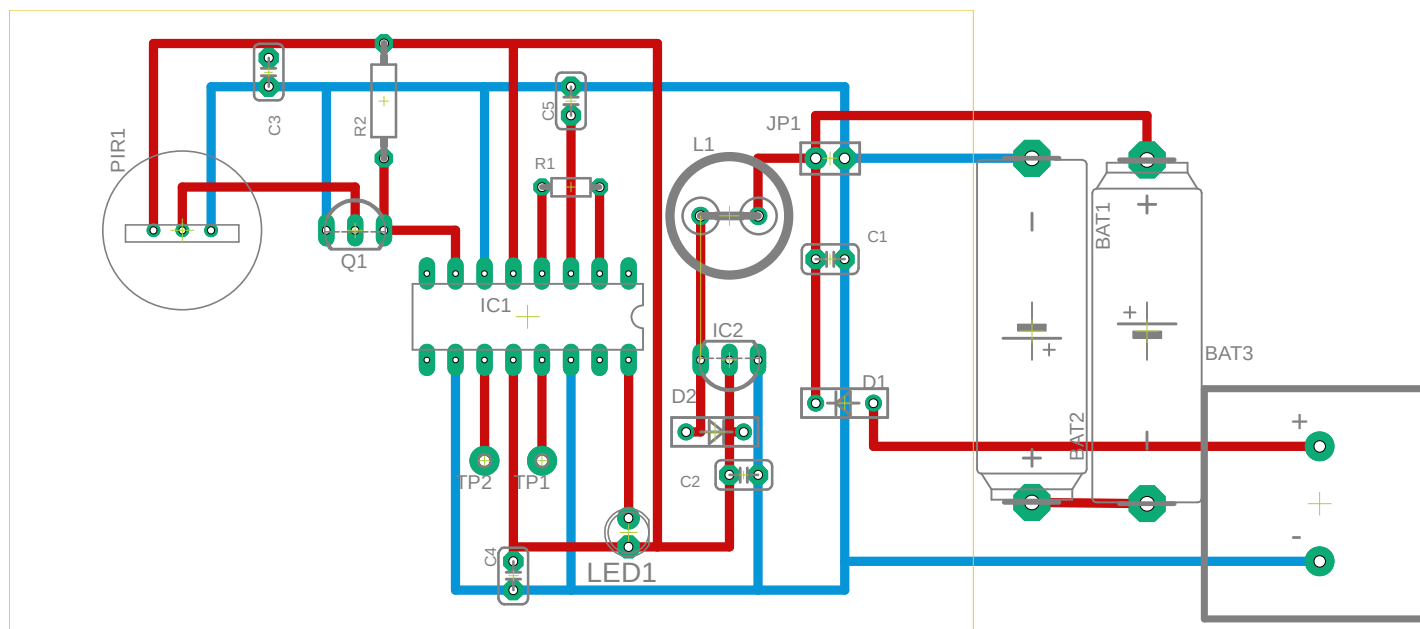 JP1
PIR1
C3
R2
C5
L1
R1
BAT1
+
-
C1
Q1
IC1
IC2
+
+
BAT3
D2
D1
+
BAT2
-
+
TP2
TP1
C2
-
C4
LED1